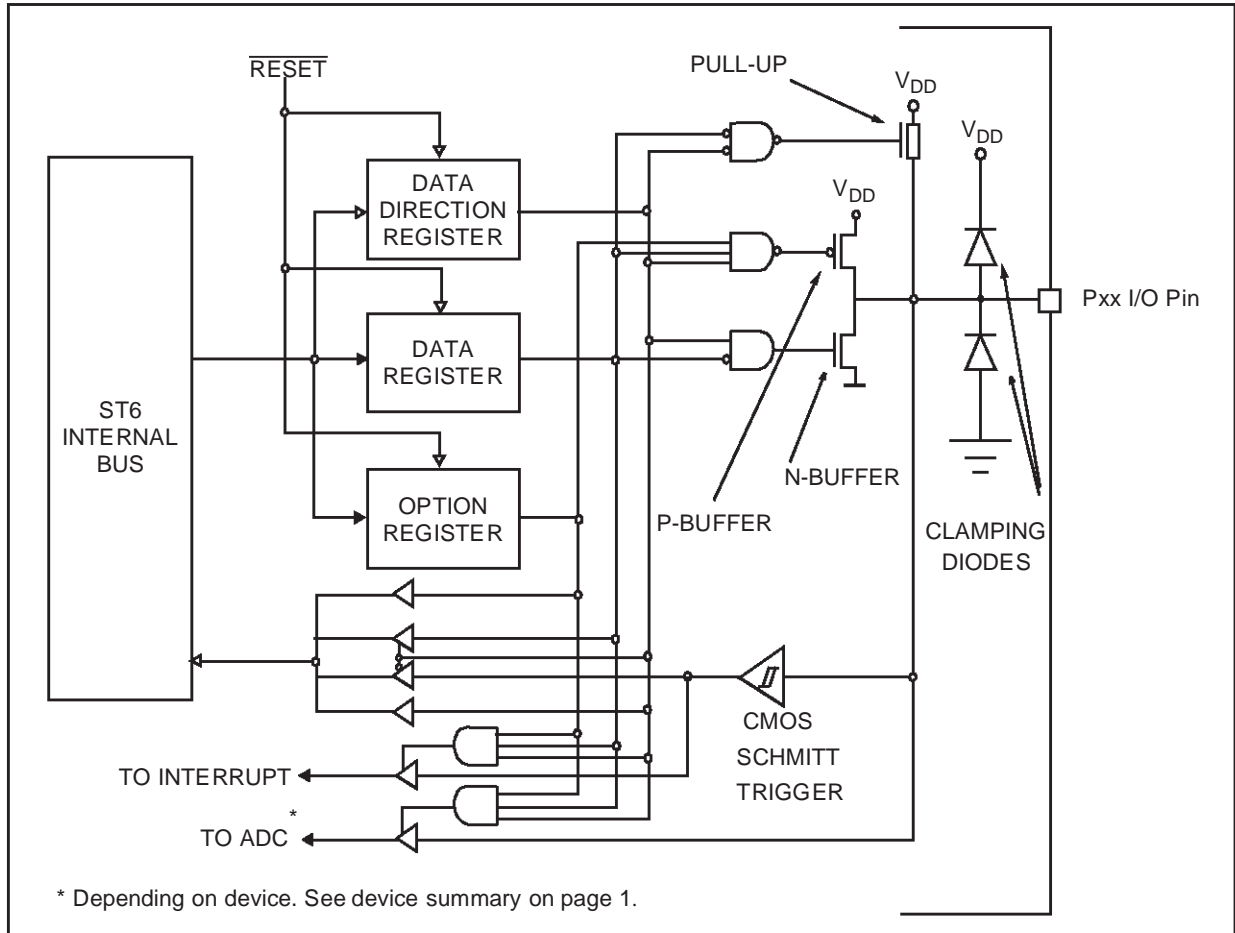 RESET
PULL-UP
VDD
VDD
DATA
DIRECTION
REGISTER
VDD
Pxx I/O Pin
DATA
REGISTER
ST6
INTERNAL
BUS
N-BUFFER
OPTION
REGISTER
P-BUFFER
CLAMPING
DIODES
CMOS
SCHMITT
TRIGGER
TO INTERRUPT
TO ADC*
* Depending on device. See device summary on page 1.